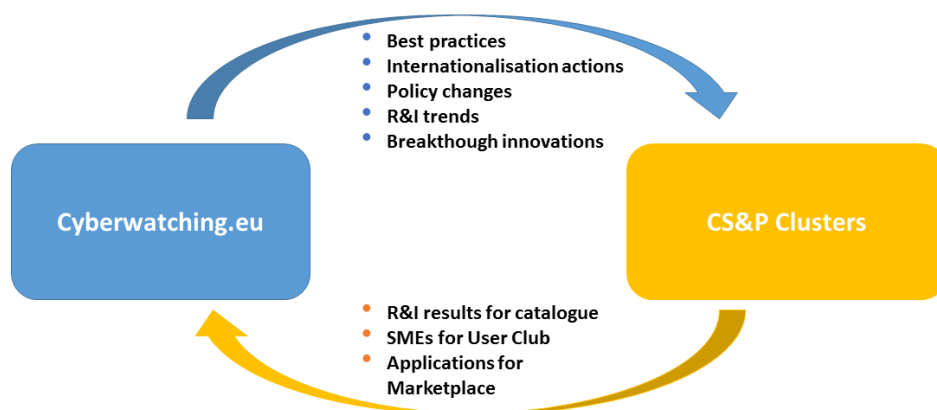 Best practices
Internationalisation actions
Policy changes
R&I trends
Breakthough innovations
Cyberwatching.eu
CS&P Clusters
R&I results for catalogue
SMEs for User Club
Applications for
Marketplace